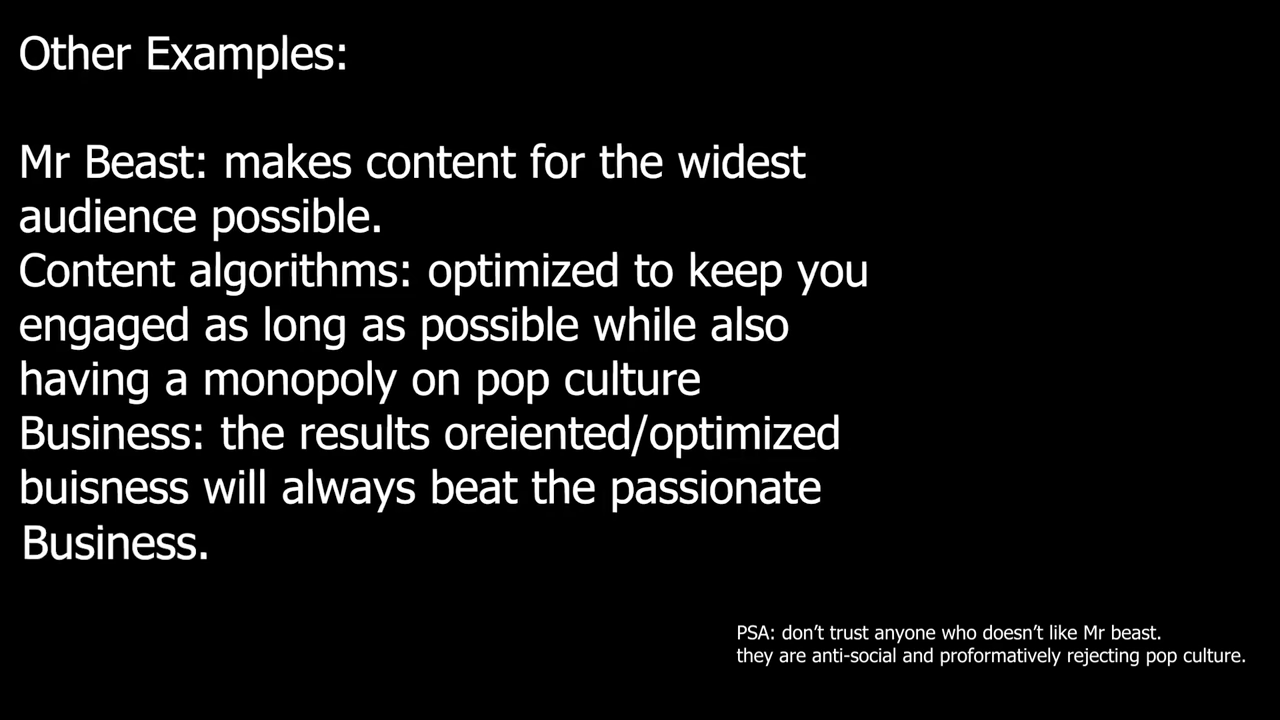 Other Examples:
Mr Beast: makes content for the widest
audience possible.
Content algorithms: optimized to keep you
engaged as long as possible while also
having a monopoly on pop culture
Business: the results oreiented/optimized
buisness will always beat the passionate
Business.
PSA: don’t trust anyone who doesn’t like Mr beast.
they are anti-social and proformatively rejecting pop culture.